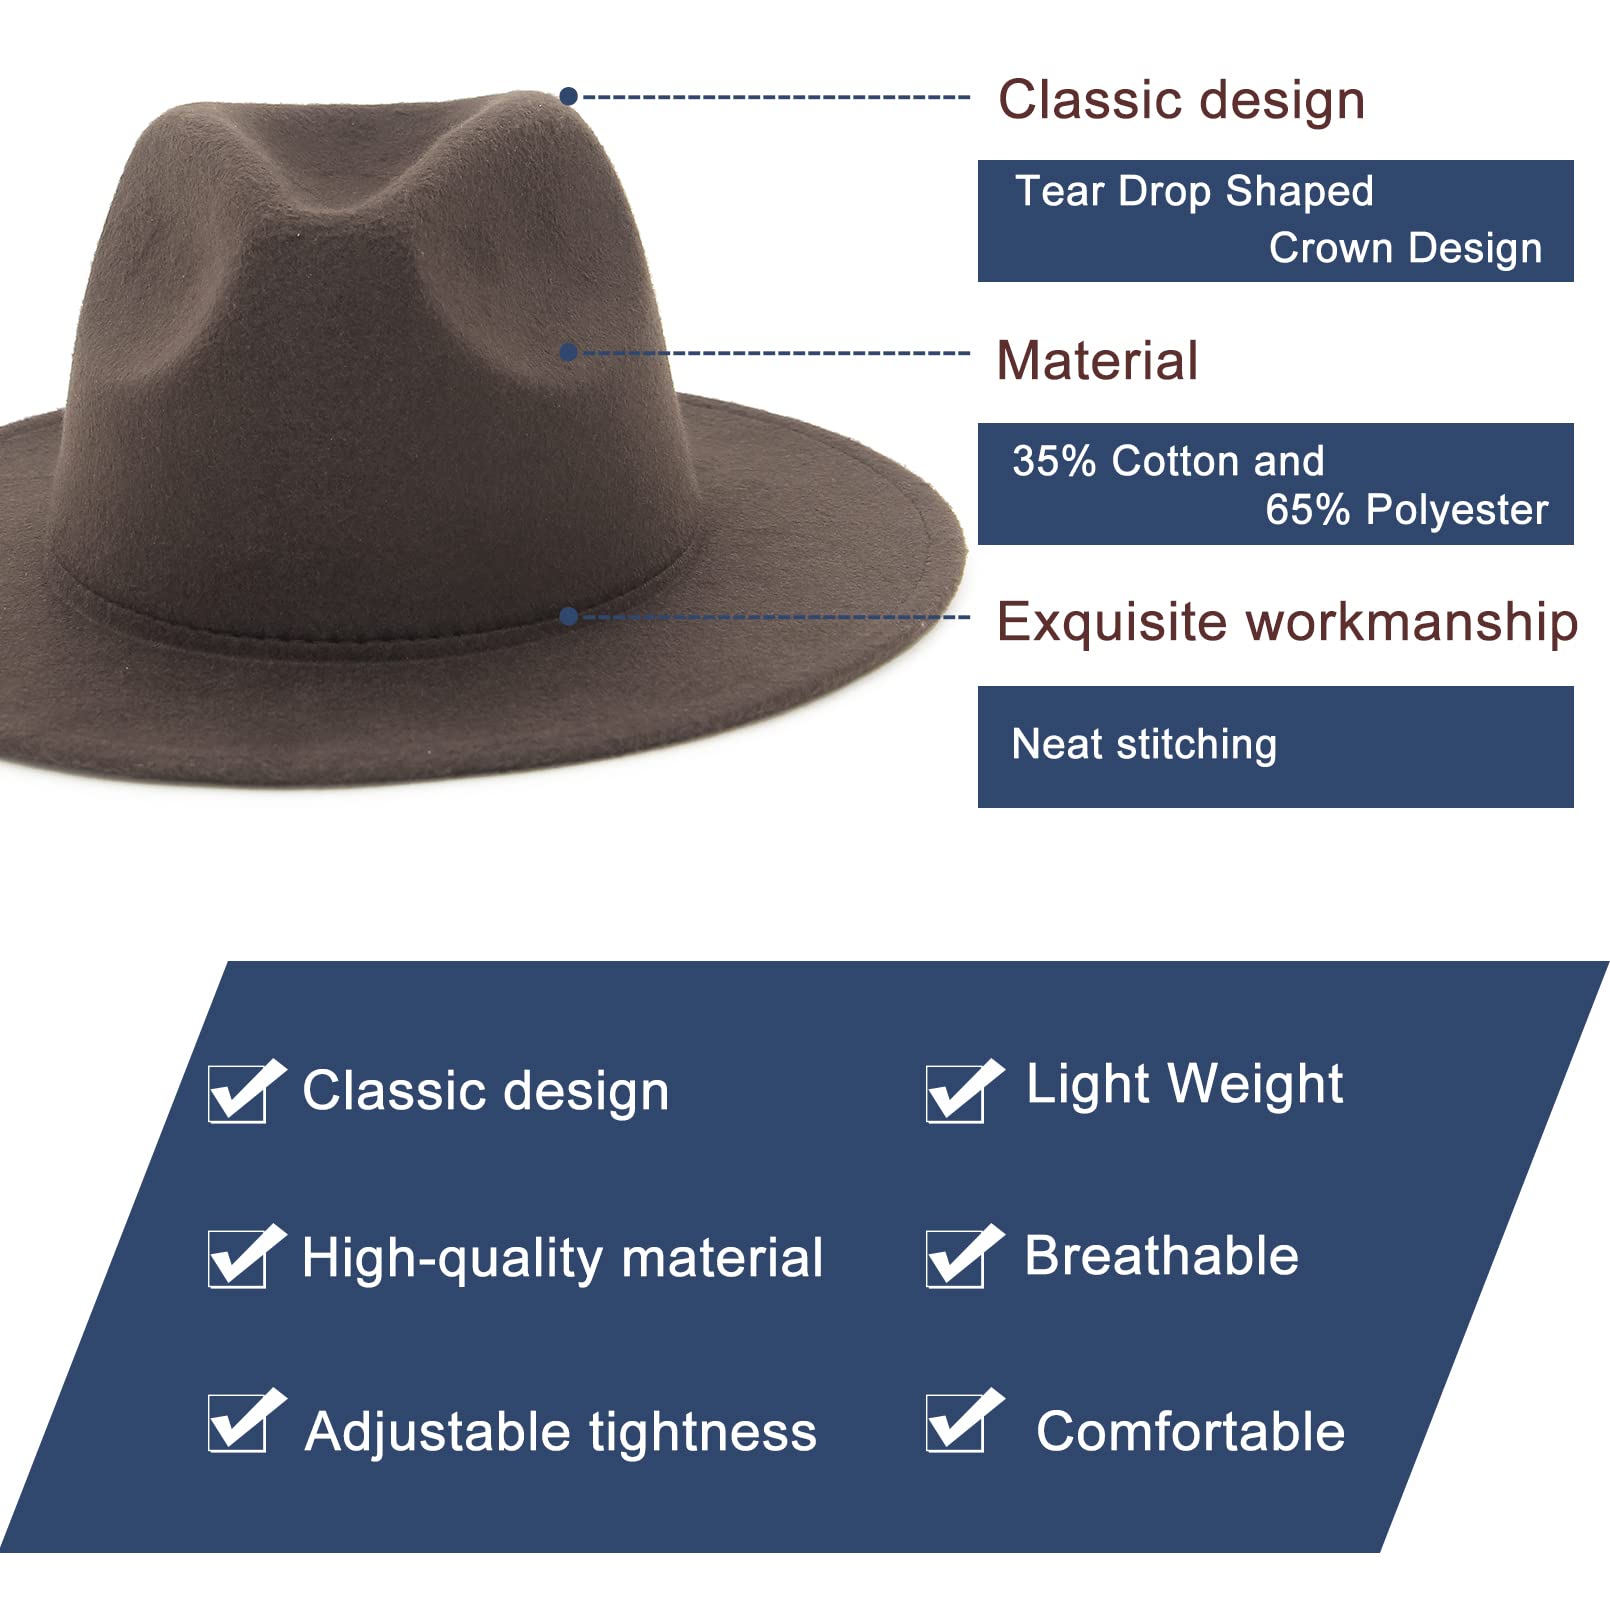 Classic design
Tear Drop Shaped
Crown Design
Material
35% Cotton and
65% Polyester
Exquisite workmanship
Neat stitching
Classic design
Light Weight
High-quality material
Breathable
Adjustable tightness
Comfortable